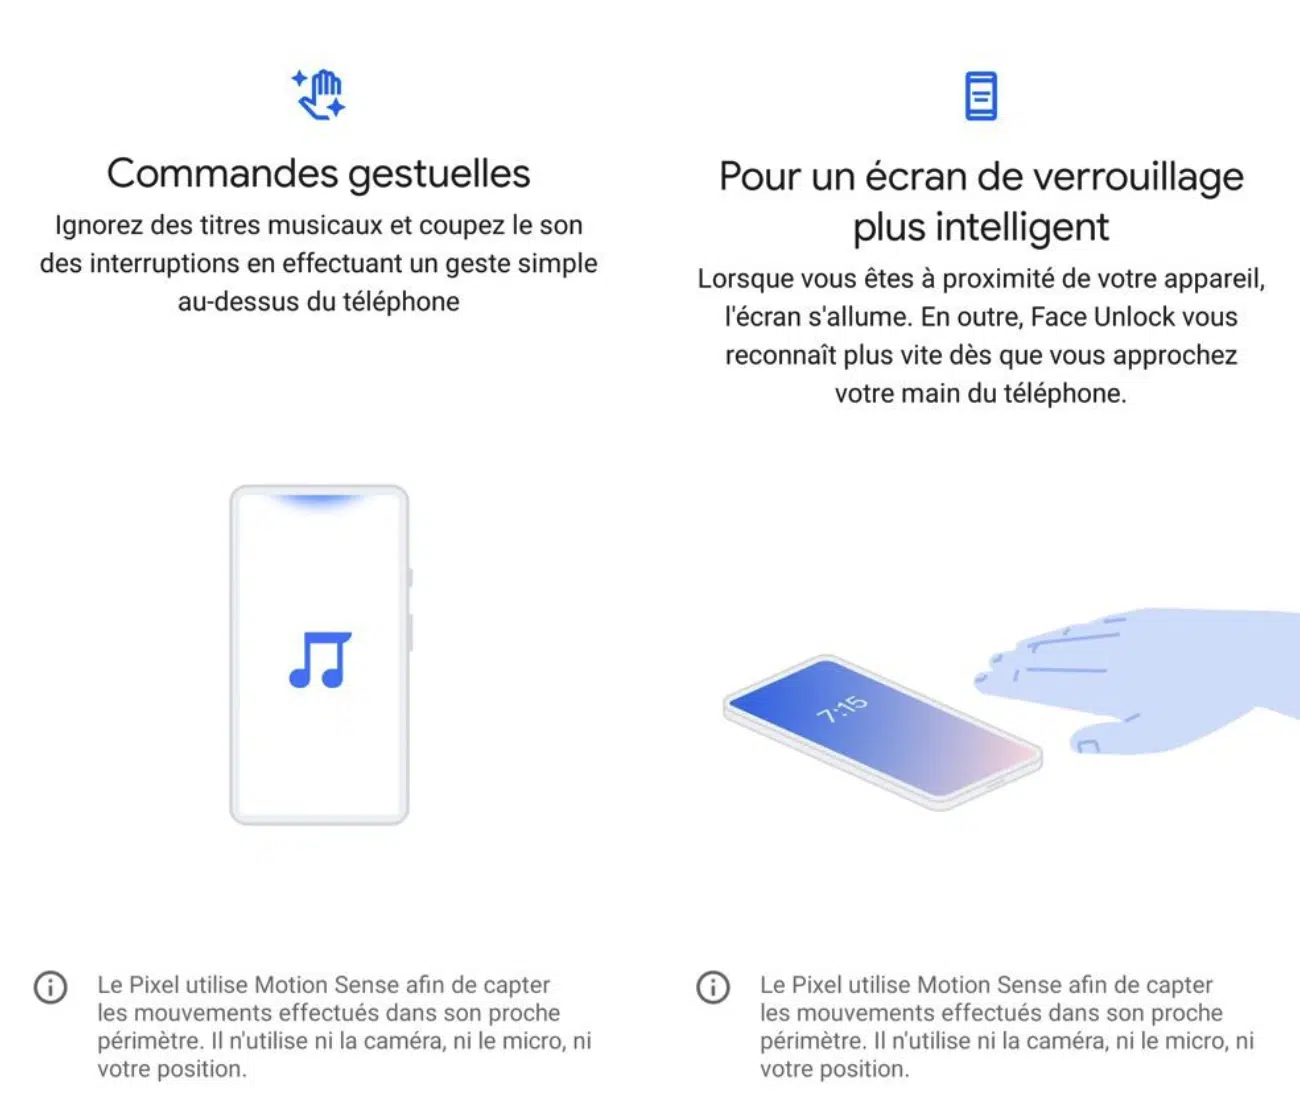 Commandes gestuelles
Ignorez des titres musicaux et coupez le son
des interruptions en effectuant un geste simple
au-dessus du téléphone
Le Pixel utilise Motion Sense afin de capter
les mouvements effectués dans son proche
périmètre. Il n'utilise ni la caméra, ni le micro, ni
votre position.
Pour un écran de verrouillage
plus intelligent
Lorsque vous êtes à proximité de votre appareil,
l'écran s'allume. En outre, Face Unlock vous
reconnaît plus vite dès que vous approchez
votre main du téléphone.
7:15
Le Pixel utilise Motion Sense afin de capter
les mouvements effectués dans son proche
périmètre. Il n'utilise ni la caméra, ni le micro, ni
votre position.